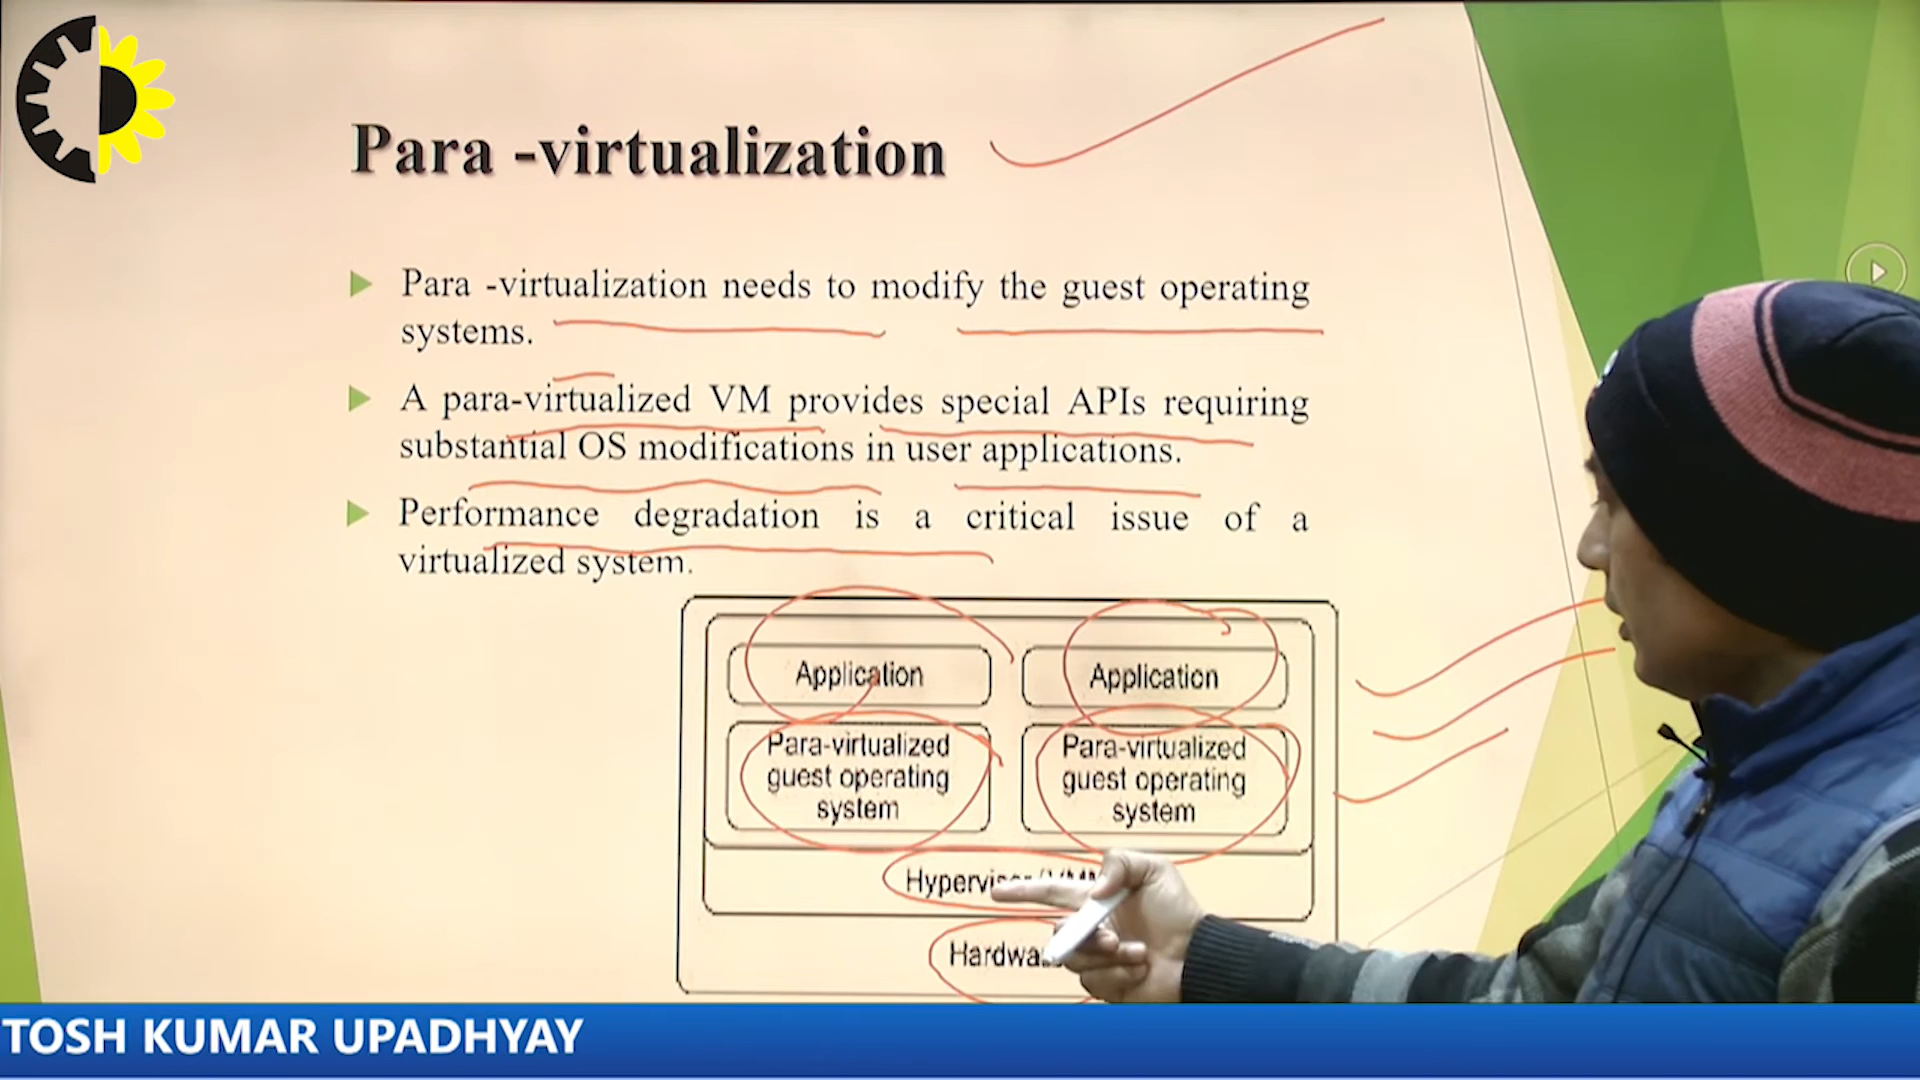 Para -virtualization
Para -virtualization needs to modify the guest operating
systems.
A para-virtualized VM provides special APIs requiring
substantial OS modifications in user applications.
Performance degradation is a critical issue of a
virtualized system.
Application Application
Para-virtualized Para-virtualized
guest operating guest operating
system system
TOSH KUMAR UPADHYAY